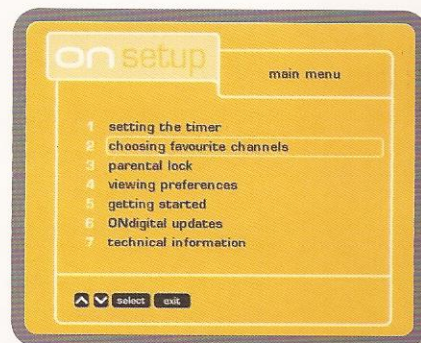 on setup
main menu
1 setting the timer
2 choosing favourite channels
3 parental lock
4 viewing preferences
5 getting started
6 ONdigital updates
7 technical information
select exit